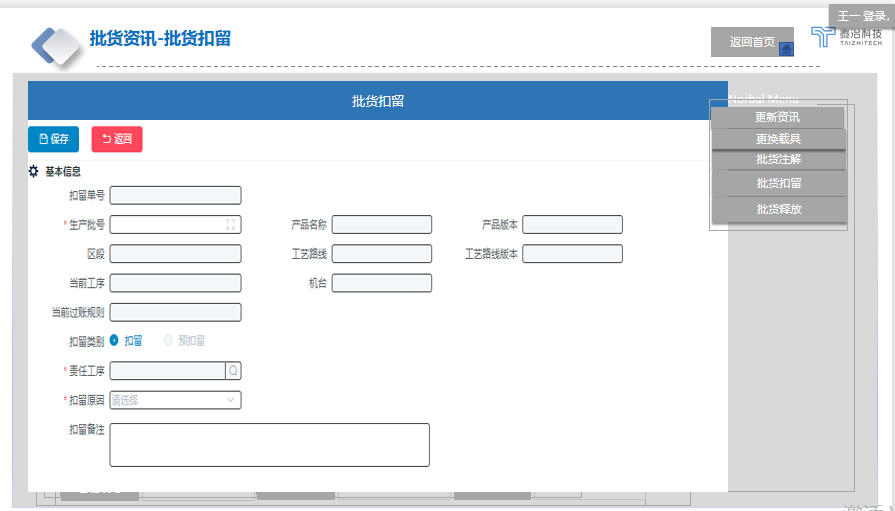 王一 登录,
批货资讯-批货扣留
返回首页
泰治科技
TAIZHITECH
批货扣留
Norbal Menu
更新资讯
更换载具
批货注解
批货扣留
批货释放
保存 返回
基本信息
扣留单号
* 生产批号 产品名称 产品版本
区段 工艺路线 工艺路线版本
当前工序 机台
当前过账规则
扣留类别 扣留 预扣留
* 责任工序
* 扣留原因 请选择
扣留备注